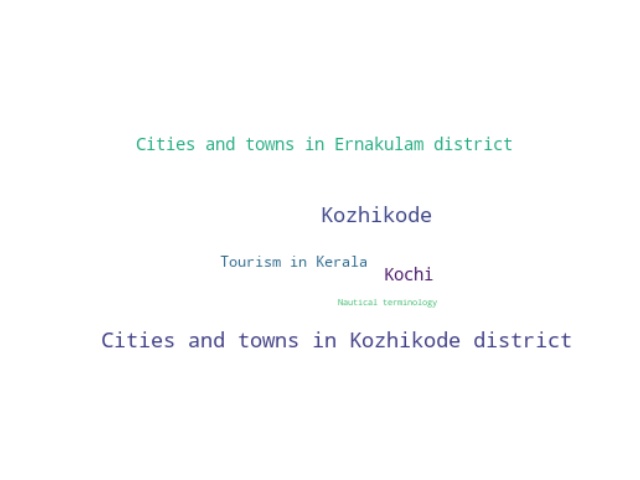 Cities and towns in Ernakulam district
Kozhikode
Tourism in Kerala
Kochi
Nautical terminology
Cities and towns in Kozhikode district